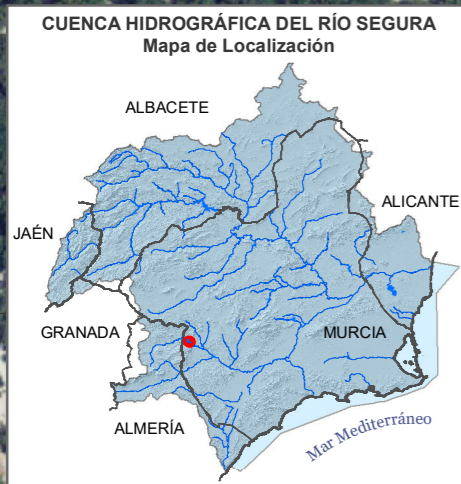 CUENCA HIDROGRÁFICA DEL RÍO SEGURA
Mapa de Localización
ALBACETE
ALICANTE
JAÉN
GRANADA
MURCIA
ALMERÍA
Mar Mediterráneo